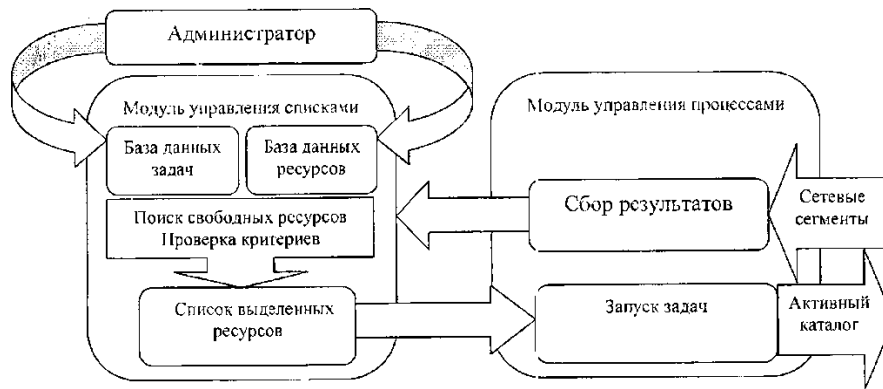 Администратор
Модуль управления списками
База данных
задач
База данных
ресурсов
Поиск свободных ресурсов
Проверка критериев
Список выделенных
ресурсов
Модуль управления процессами
Сбор результатов
Сетевые
сегменты
Запуск задач
Активный
каталог